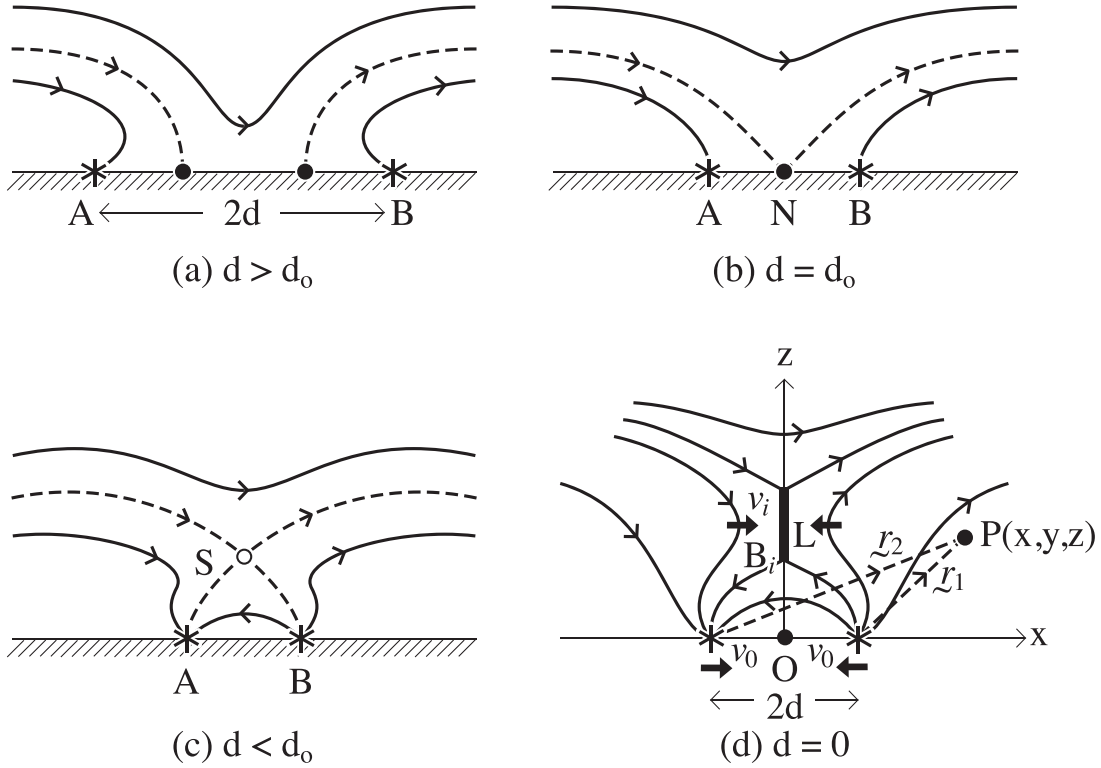 A 2d B
(a) d > dₒ
A N B
(b) d = dₒ
S
A B
(c) d < dₒ
z
vᵢ
L
Bᵢ
r₂
P(x,y,z)
r₁
x
v₀ O v₀
2d
(d) d = 0